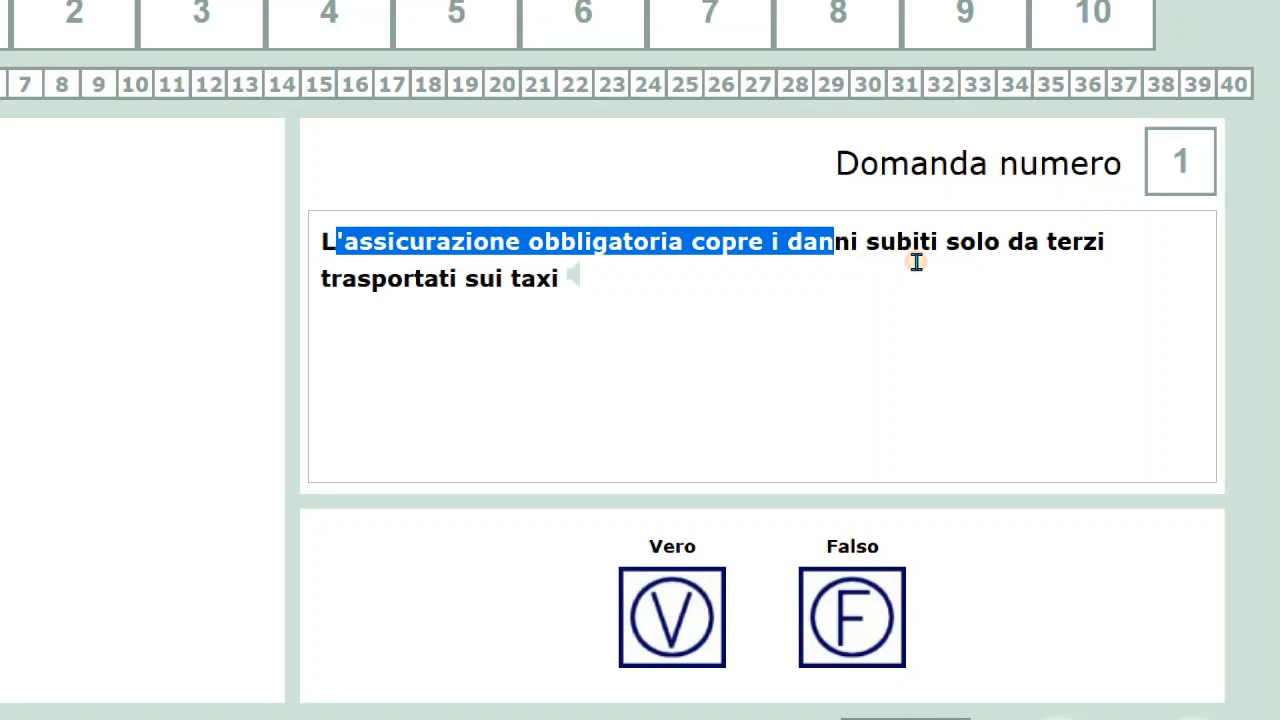 2 3 4 5 6 7 8 9 10
7 8 9 10 11 12 13 14 15 16 17 18 19 20 21 22 23 24 25 26 27 28 29 30 31 32 33 34 35 36 37 38 39 40
Domanda numero 1
L'assicurazione obbligatoria copre i danni subiti solo da terzi
trasportati sui taxi
Vero Falso
V F